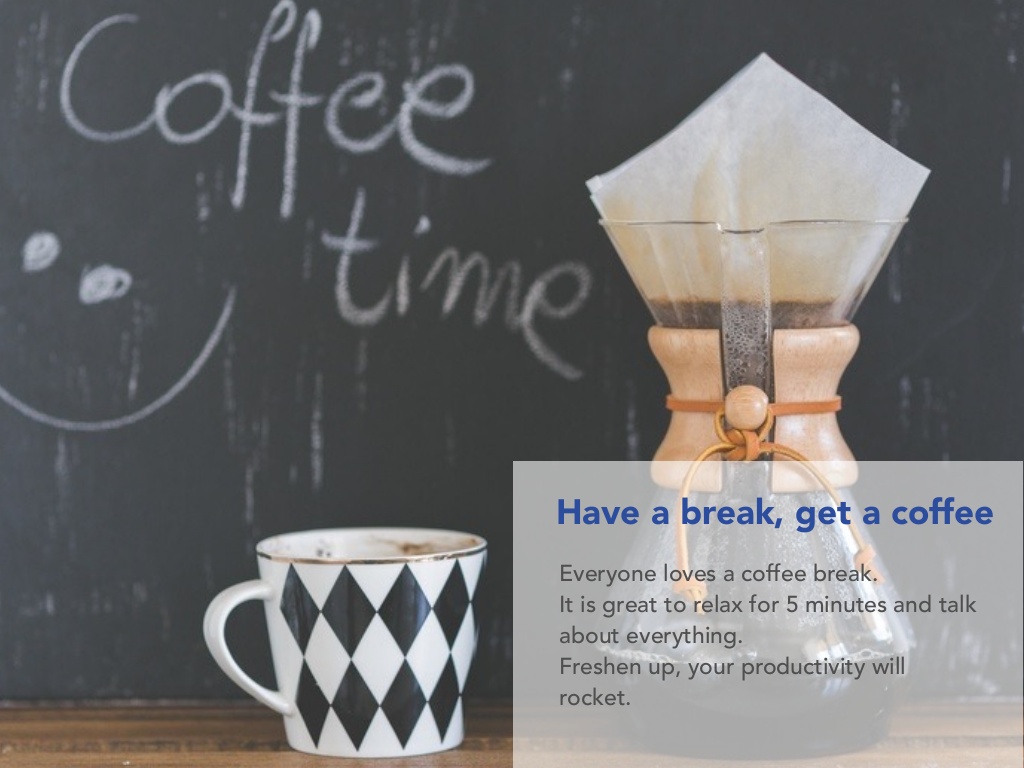 Coffee
time
Have a break, get a coffee
Everyone loves a coffee break.
It is great to relax for 5 minutes and talk
about everything.
Freshen up, your productivity will
rocket.